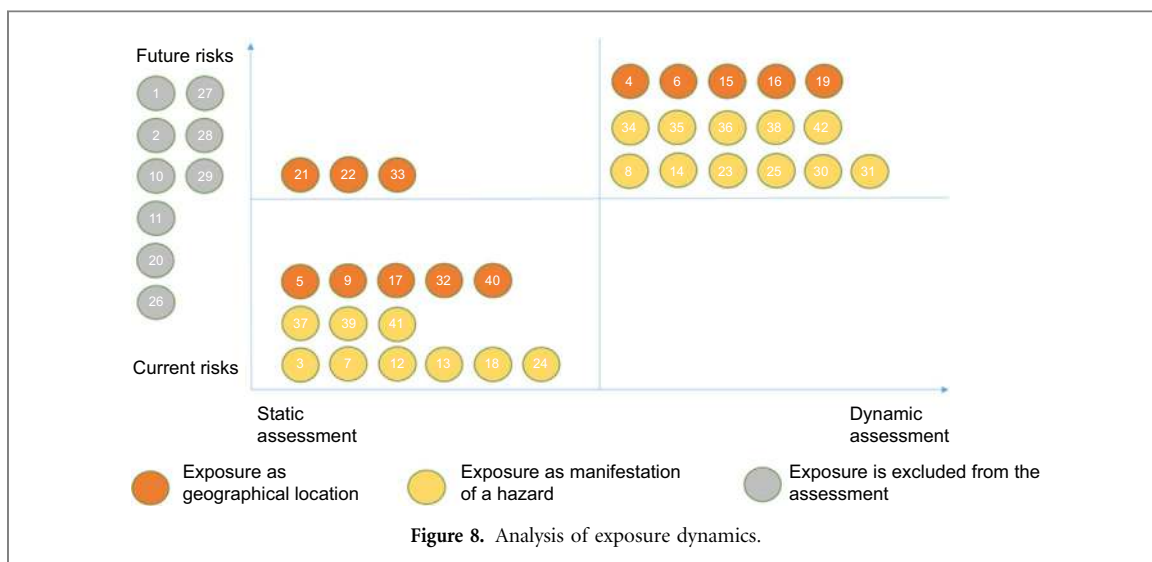 Future risks
1 27
2 28
10 29
11
20
26
4 6 15 16 19
34 35 36 38 42
8 14 23 25 30 31
21 22 33
5 9 17 32 40
37 39 41
3 7 12 13 18 24
Current risks
Static
assessment
Dynamic
assessment
Exposure as
geographical location
Exposure as manifestation
of a hazard
Exposure is excluded from the
assessment
Figure 8. Analysis of exposure dynamics.